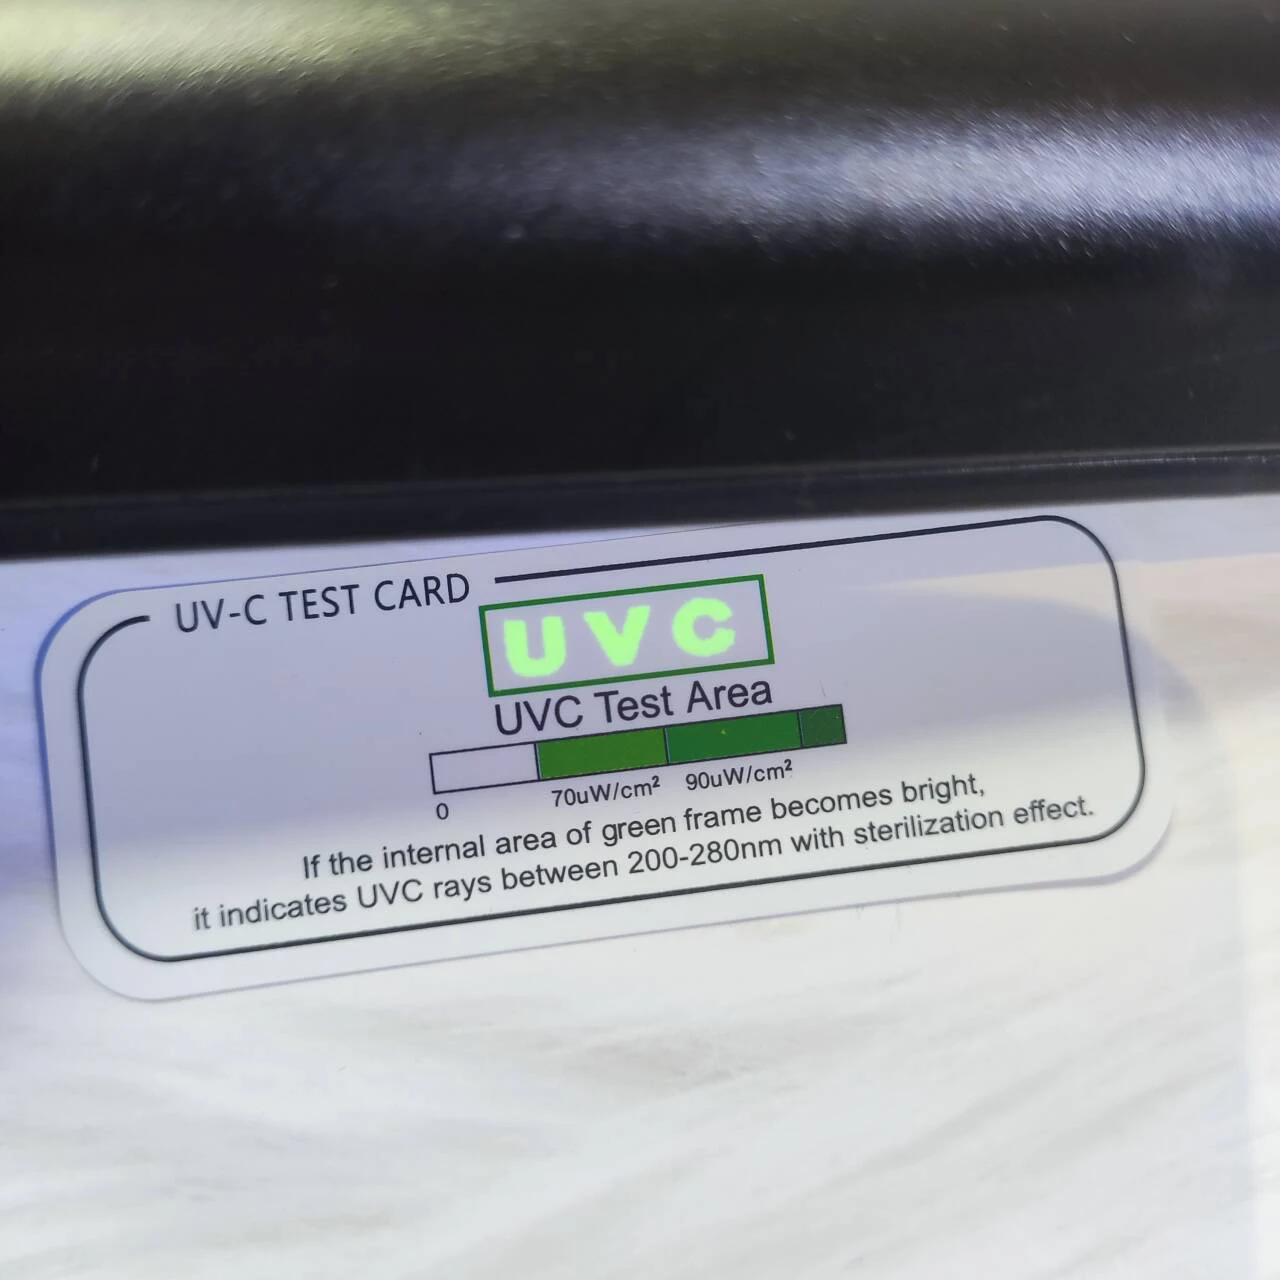 UV-C TEST CARD
UVC
UVC Test Area
0 70uW/cm² 90uW/cm²
If the internal area of green frame becomes bright,
it indicates UVC rays between 200-280nm with sterilization effect.